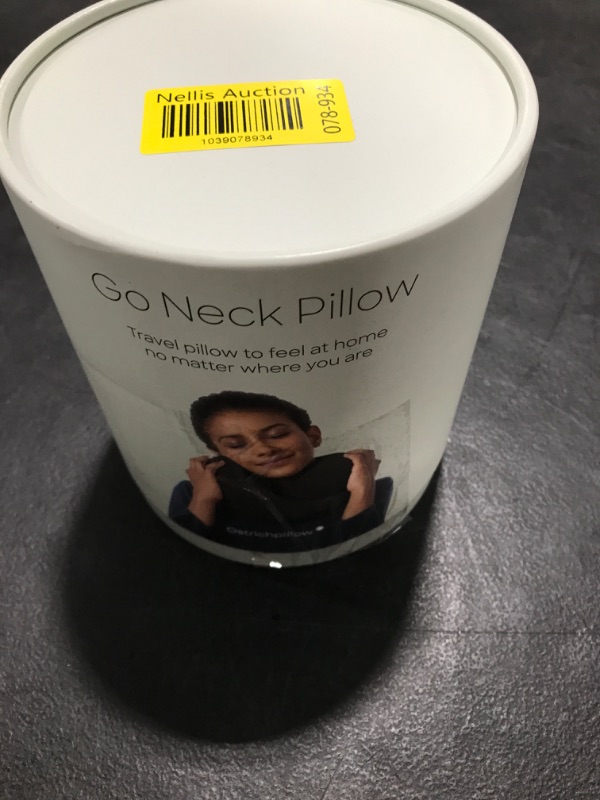 Nellis Auction
1039078934
078-934
Go Neck Pillow
Travel pillow to feel at home
no matter where you are
Ostrichpillow